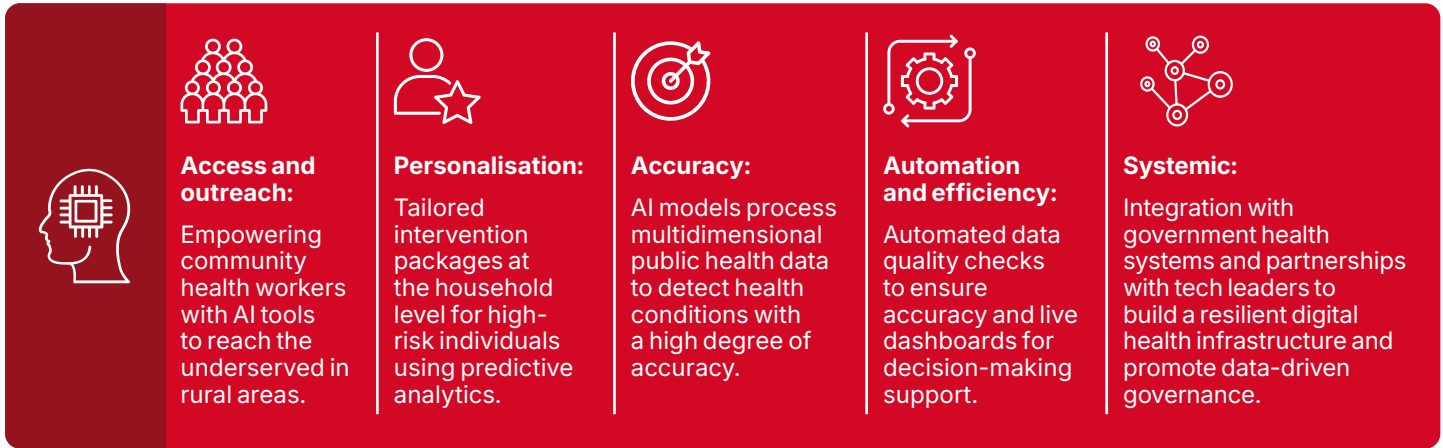 Access and
outreach:
Empowering
community
health workers
with AI tools
to reach the
underserved in
rural areas.
Personalisation:
Tailored
intervention
packages at
the household
level for high-
risk individuals
using predictive
analytics.
Accuracy:
AI models process
multidimensional
public health data
to detect health
conditions with
a high degree of
accuracy.
Automation
and efficiency:
Automated data
quality checks
to ensure
accuracy and live
dashboards for
decision-making
support.
Systemic:
Integration with
government health
systems and partnerships
with tech leaders to
build a resilient digital
health infrastructure and
promote data-driven
governance.